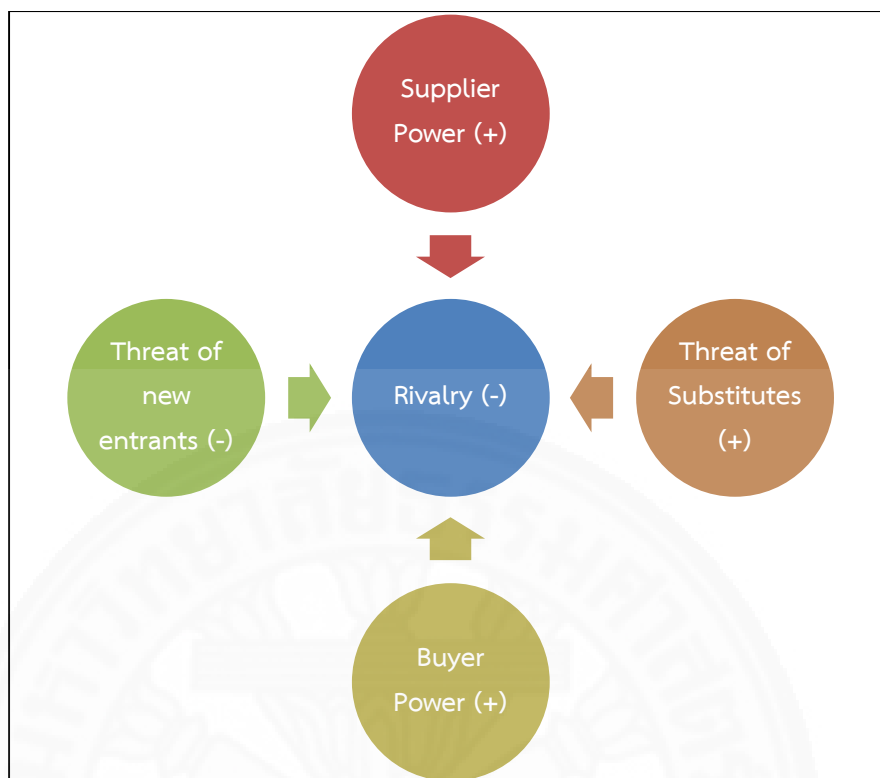 Supplier
Power (+)
Threat of
new
entrants (-)
Rivalry (-)
Threat of
Substitutes
(+)
Buyer
Power (+)